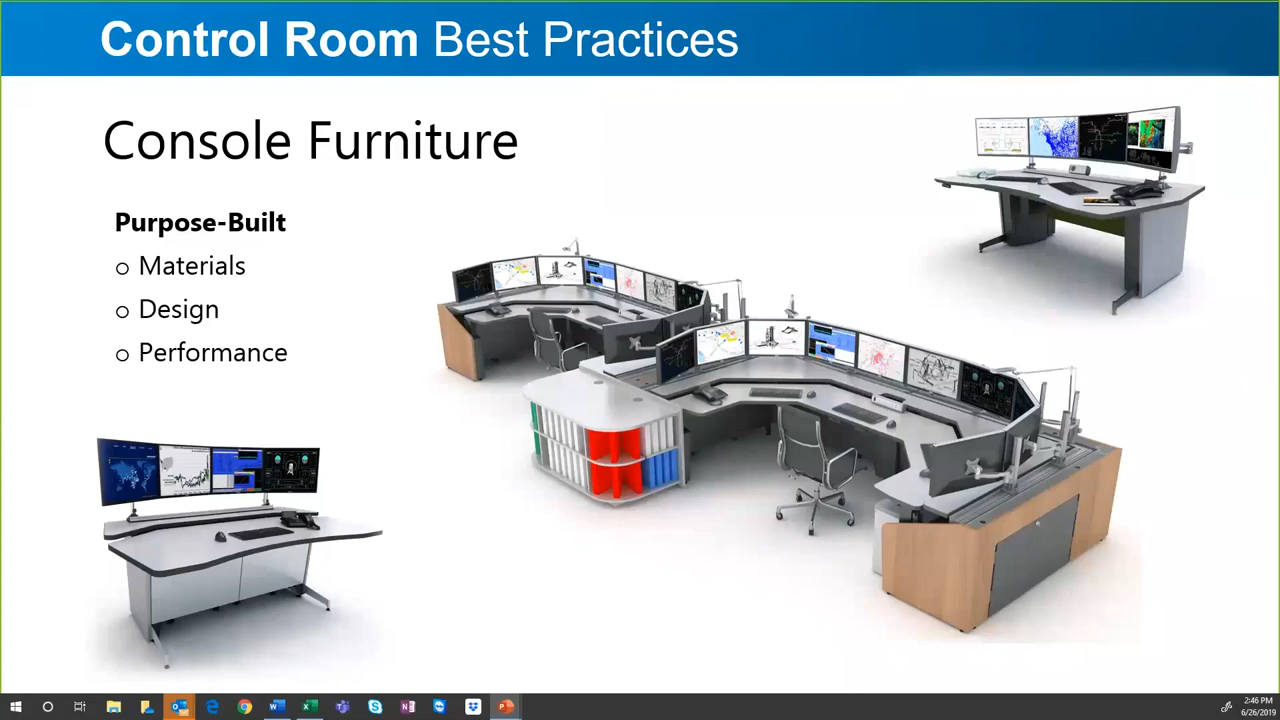 Control Room Best Practices
Console Furniture
Purpose-Built
Materials
Design
Performance
2:46 PM
6/26/2019